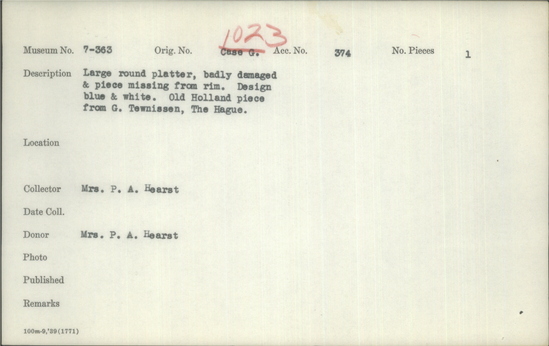 1023
Museum No. 7-363 Orig. No. Case G. Acc. No. 374 No. Pieces 1
Description Large round platter, badly damaged
& piece missing from rim. Design
blue & white. Old Holland piece
from G. Tewnissen, The Hague.
Location
Collector Mrs. P. A. Hearst
Date Coll.
Donor Mrs. P. A. Hearst
Photo
Published
Remarks
100m-9,'29(1771)